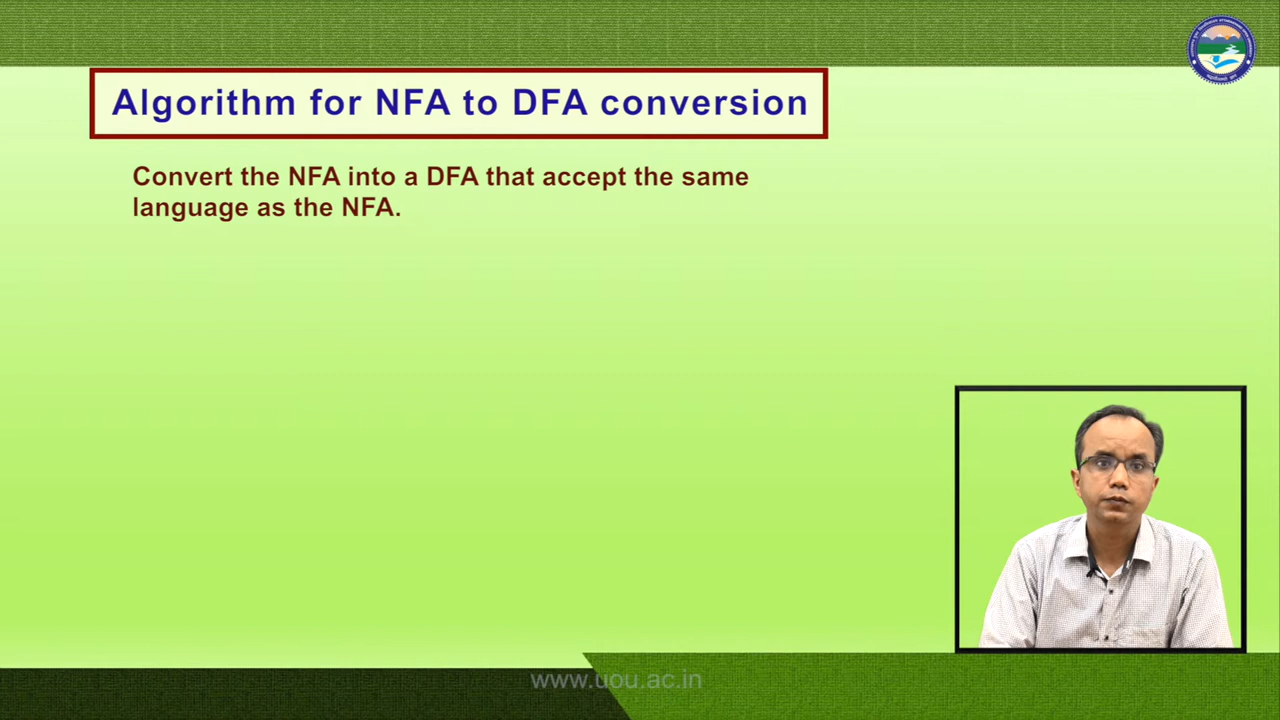 Algorithm for NFA to DFA conversion
Convert the NFA into a DFA that accept the same
language as the NFA.
www.uou.ac.in